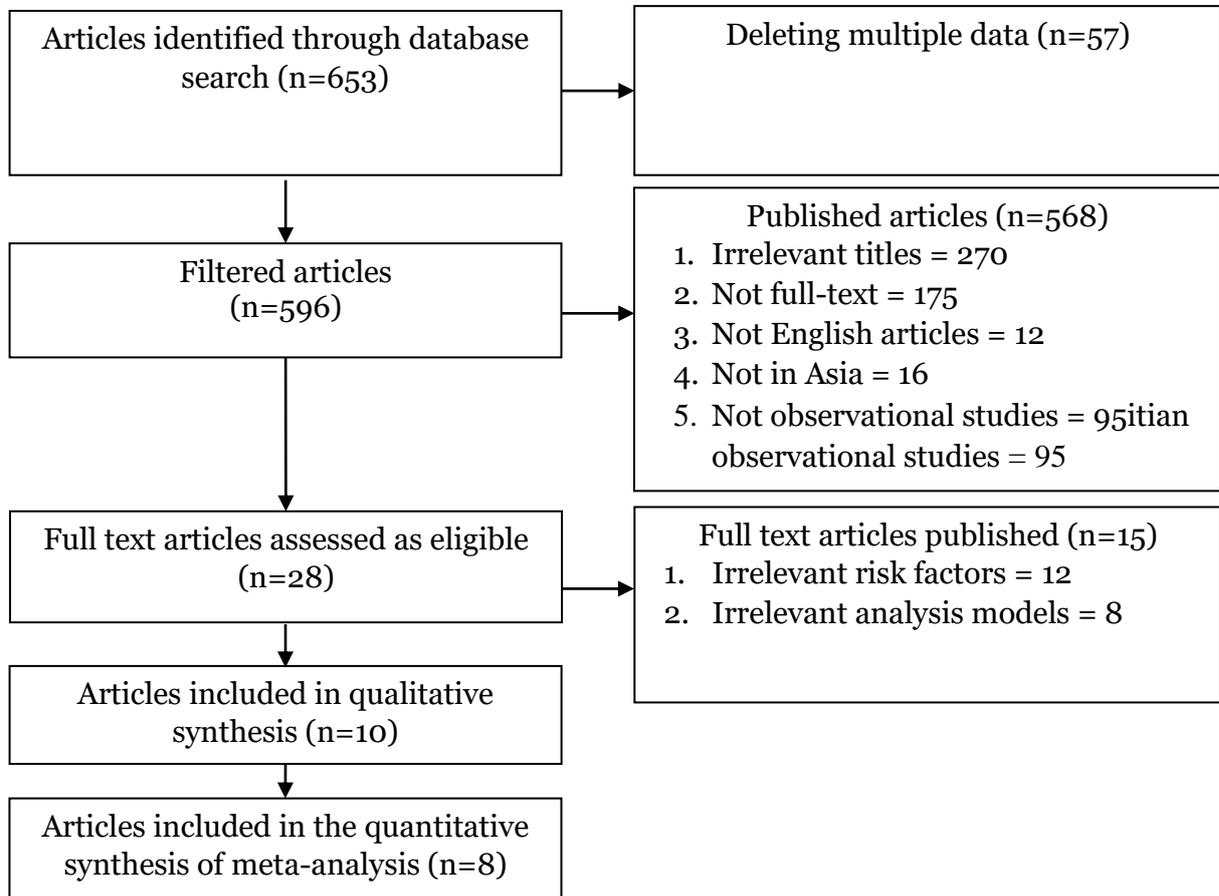 Articles identified through database
search (n=653)
Deleting multiple data (n=57)
Filtered articles
(n=596)
Published articles (n=568)
1. Irrelevant titles = 270
2. Not full-text = 175
3. Not English articles = 12
4. Not in Asia = 16
5. Not observational studies = 95itian
observational studies = 95
Full text articles assessed as eligible
(n=28)
Full text articles published (n=15)
1. Irrelevant risk factors = 12
2. Irrelevant analysis models = 8
Articles included in qualitative
synthesis (n=10)
Articles included in the quantitative
synthesis of meta-analysis (n=8)